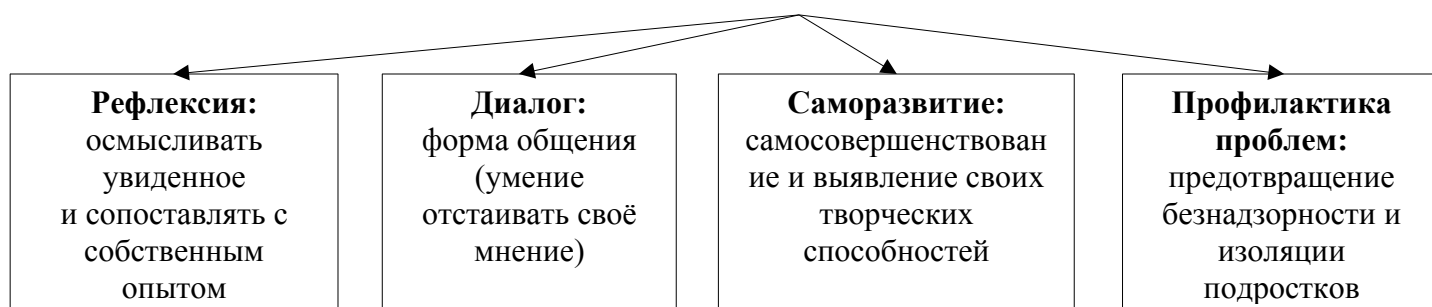 Рефлексия:
осмысливать
увиденное
и сопоставлять с
собственным
опытом
Диалог:
форма общения
(умение
отстаивать своё
мнение)
Саморазвитие:
самосовершенствован
ие и выявление своих
творческих
способностей
Профилактика
проблем:
предотвращение
безнадзорности и
изоляции
подростков